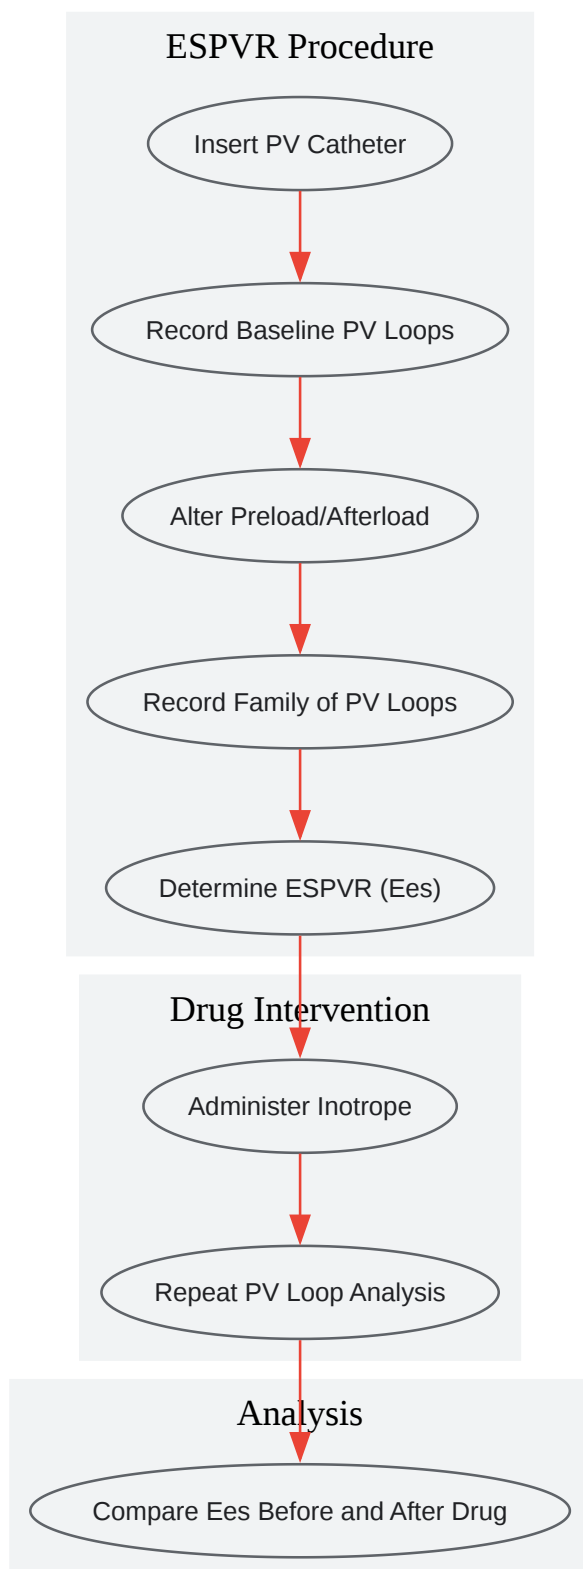 ESPVR Procedure
Insert PV Catheter
Record Baseline PV Loops
Alter Preload/Afterload
Record Family of PV Loops
Determine ESPVR (Ees)
Drug Intervention
Administer Inotrope
Repeat PV Loop Analysis
Analysis
Compare Ees Before and After Drug